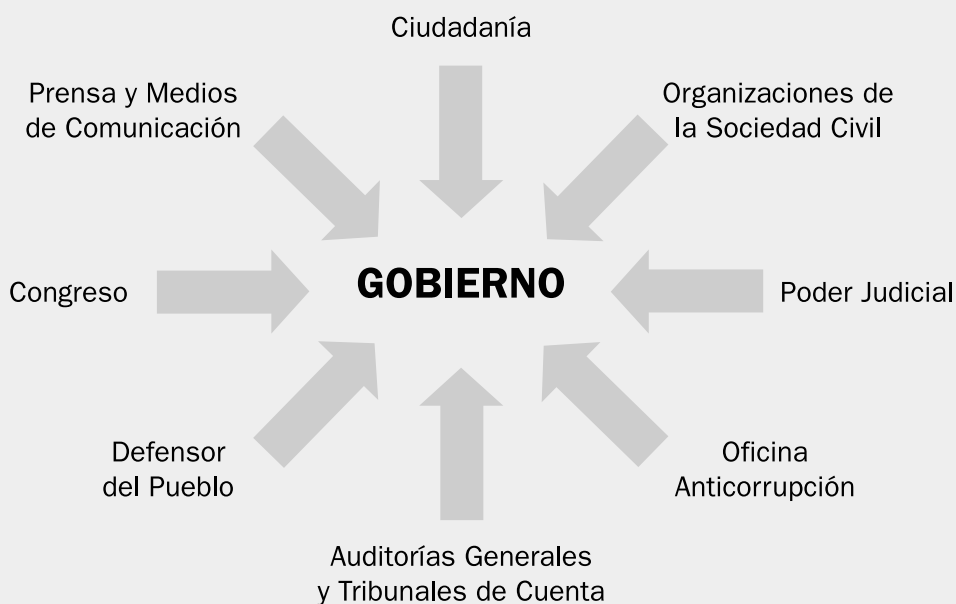 Ciudadanía
Prensa y Medios
de Comunicación
Organizaciones de
la Sociedad Civil
Congreso
GOBIERNO
Poder Judicial
Defensor
del Pueblo
Oficina
Anticorrupción
Auditorías Generales
y Tribunales de Cuenta